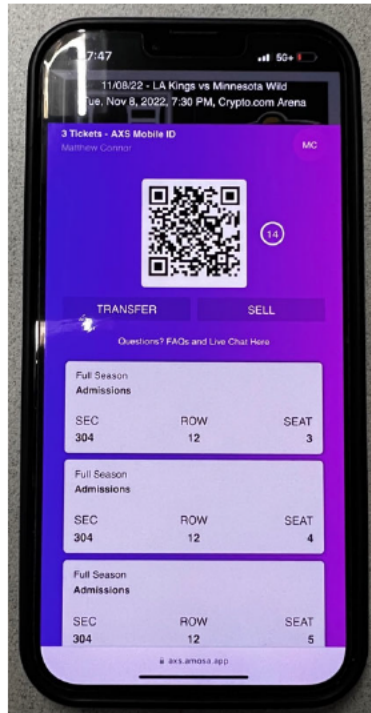 7:47 5G+
11/08/22 - LA Kings vs Minnesota Wild
Tue, Nov 8, 2022, 7:30 PM, Crypto.com Arena
3 Tickets - AXS Mobile ID
Matthew Connor
MC
14
TRANSFER SELL
Questions? FAQs and Live Chat Here
Full Season
Admissions
SEC ROW SEAT
304 12 3
Full Season
Admissions
SEC ROW SEAT
304 12 4
Full Season
Admissions
SEC ROW SEAT
304 12 5
axs.amosa.app